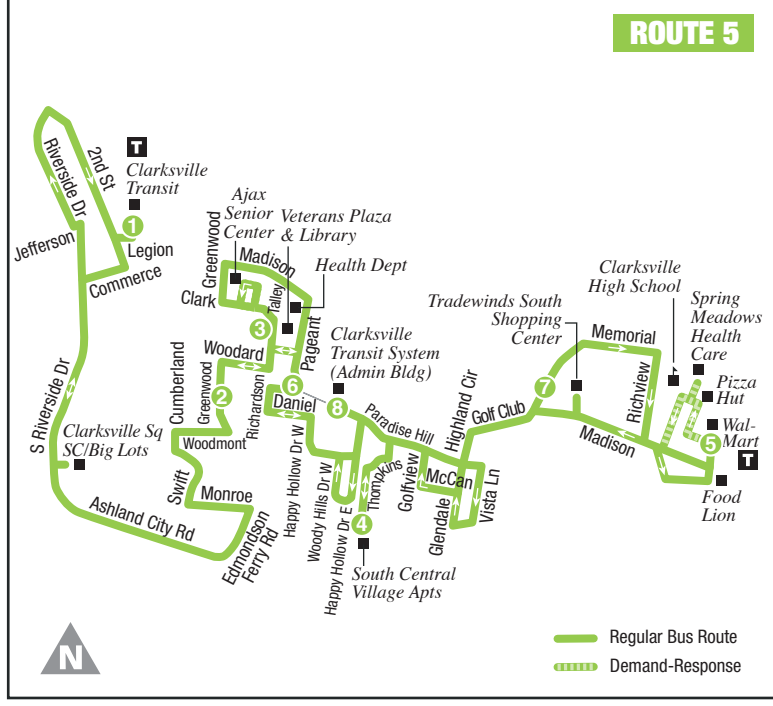 ROUTE 5
T
Clarksville
Transit
1
2nd St
Riverside Dr
Jefferson
Legion
Commerce
S Riverside Dr
Clarksville Sq
SC/Big Lots
Ashland City Rd
Edmondson
Ferry Rd
Monroe
Swift
Woodmont
Cumberland
Greenwood
2
Woodard
Clark
Greenwood
Ajax
Senior
Center
Madison
Talley
3
Veterans Plaza
& Library
Health Dept
Pageant
Richardson
6
Daniel
Clarksville
Transit System
(Admin Bldg)
8
Happy Hollow Dr W
Woody Hills Dr W
Happy Hollow Dr E
Thompkins
4
South Central
Village Apts
Paradise Hill
Golfview
McCan
Glendale
Vista Ln
Highland Cir
Golf Club
7
Tradewinds South
Shopping
Center
Memorial
Richview
Madison
Clarksville
High School
Spring
Meadows
Health
Care
Pizza
Hut
Wal-
Mart
5
T
Food
Lion
N
Regular Bus Route
Demand-Response